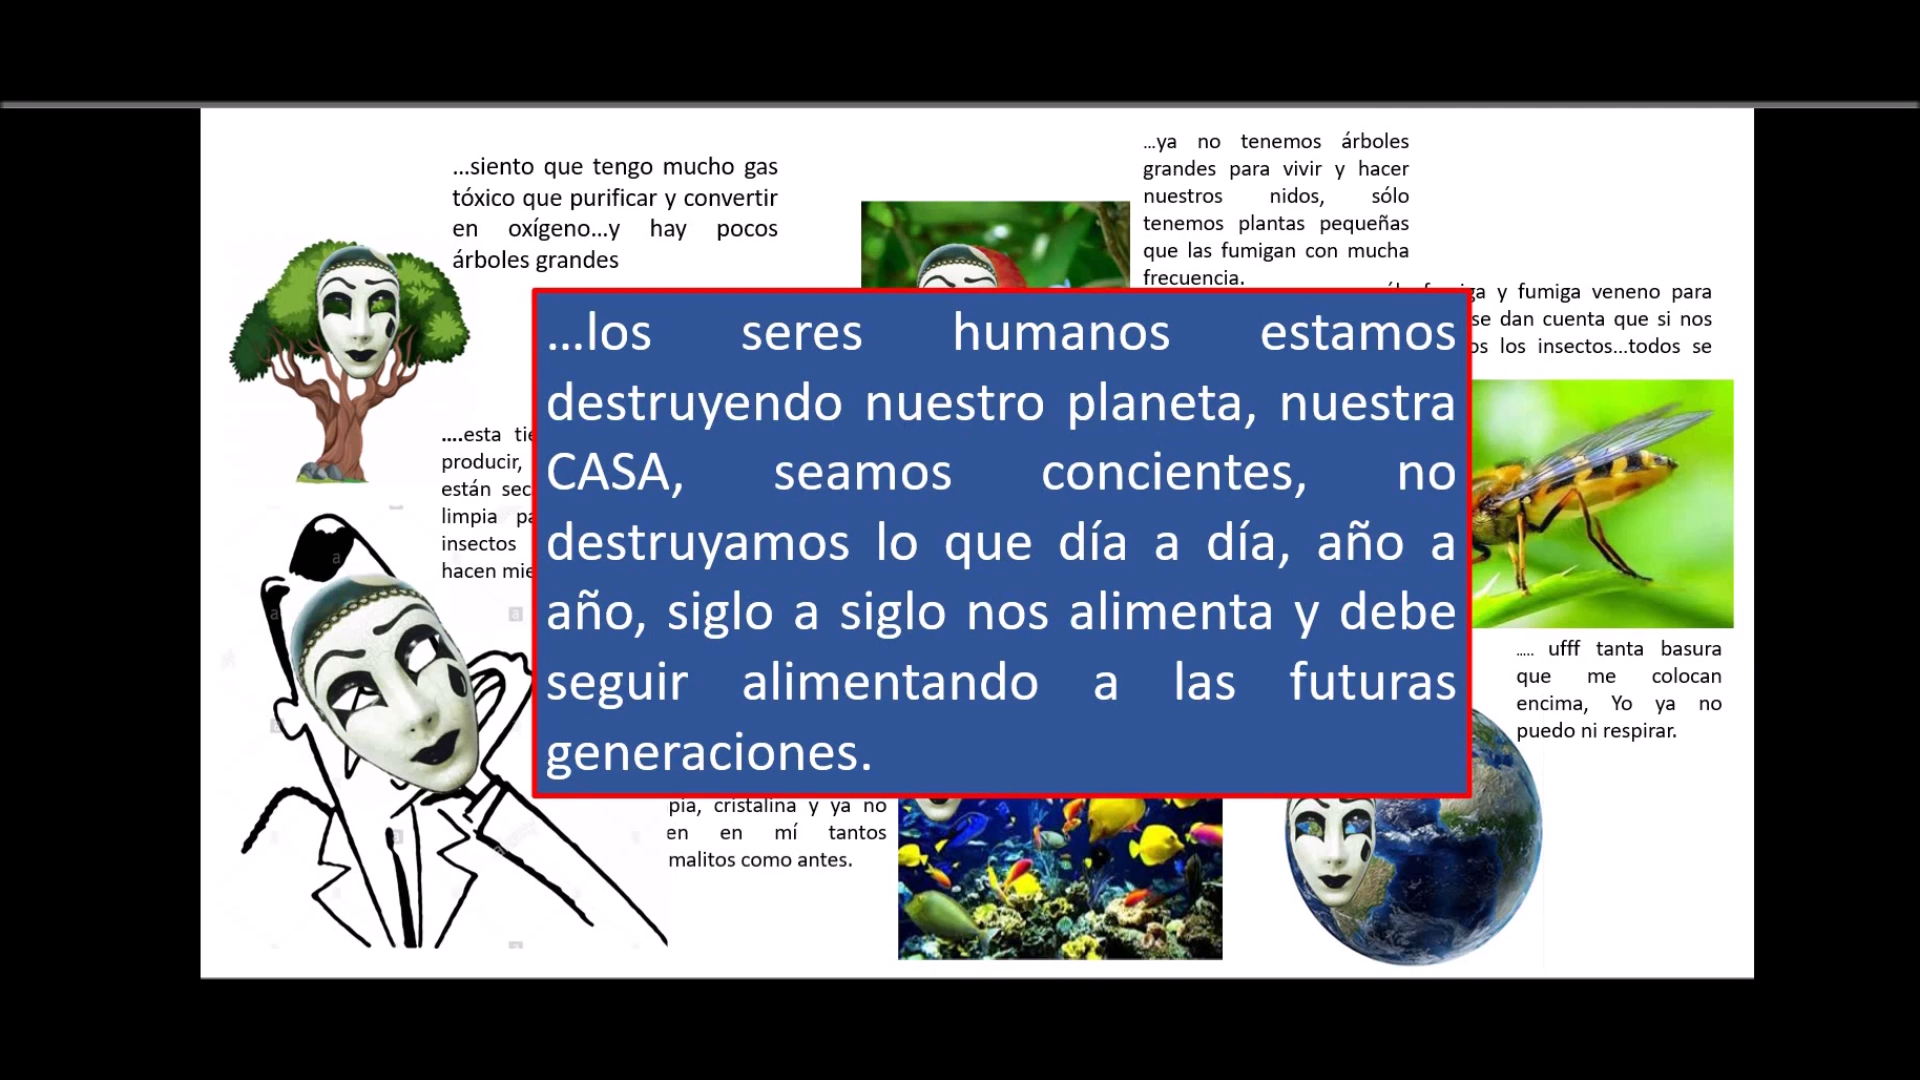 ...siento que tengo mucho gas
tóxico que purificar y convertir
en oxígeno...y hay pocos
árboles grandes
...ya no tenemos árboles
grandes para vivir y hacer
nuestros nidos, sólo
tenemos plantas pequeñas
que las fumigan con mucha
frecuencia.
y fumiga veneno para
se dan cuenta que si nos
los insectos...todos se
....esta
producir,
están
limpia
insectos
hacen
...los seres humanos estamos
destruyendo nuestro planeta, nuestra
CASA, seamos concientes, no
destruyamos lo que día a día, año a
año, siglo a siglo nos alimenta y debe
seguir alimentando a las futuras
generaciones.
..... ufff tanta basura
que me colocan
encima, Yo ya no
puedo ni respirar.
cristalina y ya no
en mí tantos
como antes.